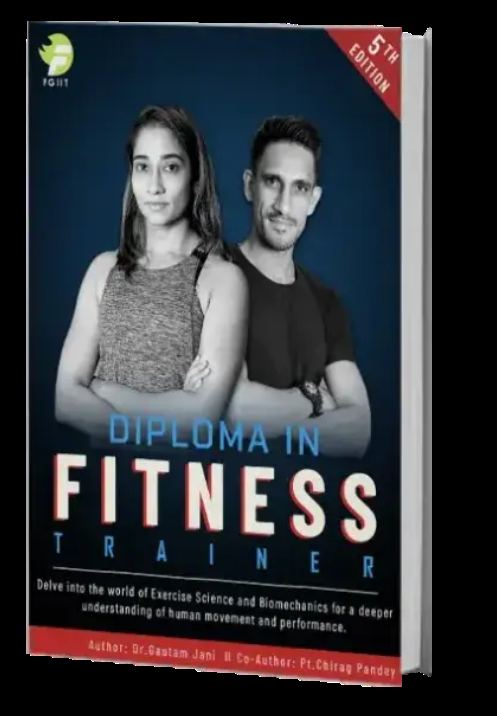 FGIIT
5TH
EDITION
DIPLOMA IN
FITNESS
TRAINER
Delve into the world of Exercise Science and Biomechanics for a deeper
understanding of human movement and performance.
Author: Dr.Gautam Jani || Co-Author: Pt.Chirag Pandey